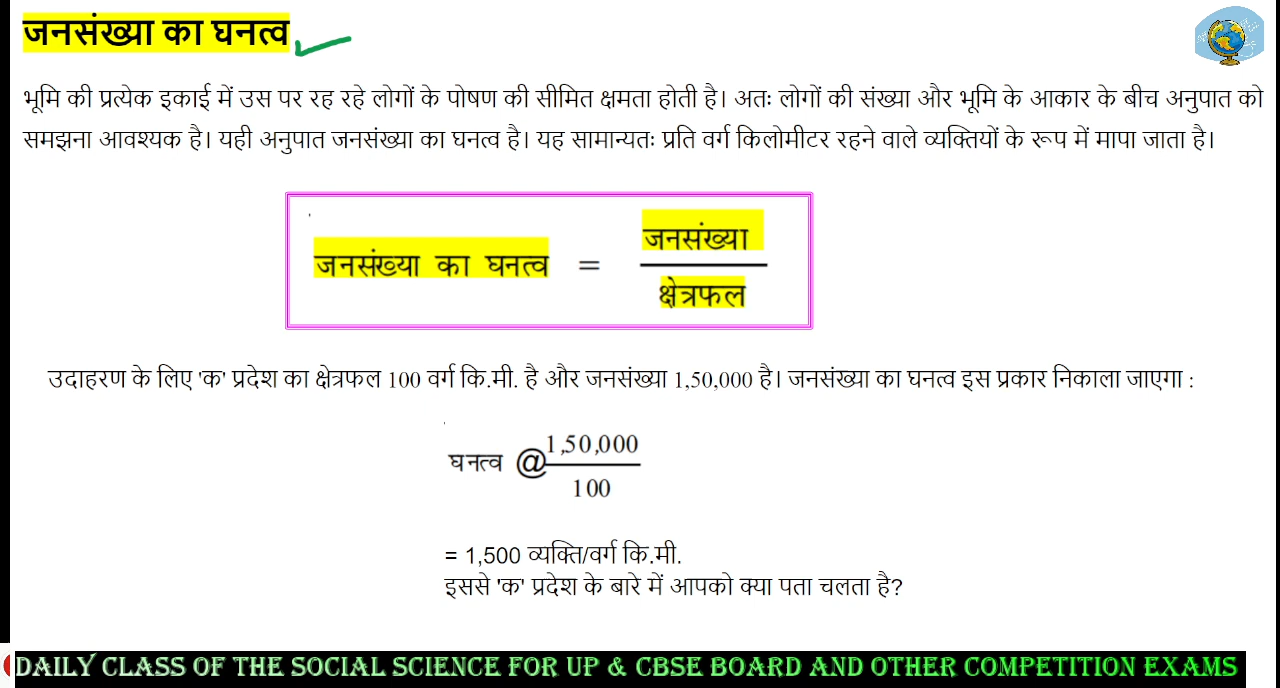 जनसंख्या का घनत्व
भूमि की प्रत्येक इकाई में उस पर रह रहे लोगों के पोषण की सीमित क्षमता होती है। अतः लोगों की संख्या और भूमि के आकार के बीच अनुपात को
समझना आवश्यक है। यही अनुपात जनसंख्या का घनत्व है। यह सामान्यतः प्रति वर्ग किलोमीटर रहने वाले व्यक्तियों के रूप में मापा जाता है।
जनसंख्या
जनसंख्या का घनत्व =
क्षेत्रफल
उदाहरण के लिए 'क' प्रदेश का क्षेत्रफल 100 वर्ग कि.मी. है और जनसंख्या 1,50,000 है। जनसंख्या का घनत्व इस प्रकार निकाला जाएगा :
1,50,000
घनत्व @
100
= 1,500 व्यक्ति/वर्ग कि.मी.
इससे 'क' प्रदेश के बारे में आपको क्या पता चलता है?
DAILY CLASS OF THE SOCIAL SCIENCE FOR UP & CBSE BOARD AND OTHER COMPETITION EXAMS